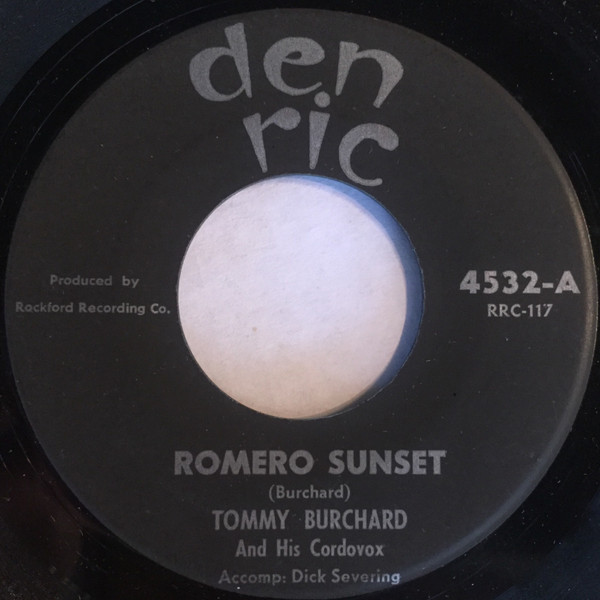 den
ric
Produced by
Rockford Recording Co.
4532-A
RRC-117
ROMERO SUNSET
(Burchard)
TOMMY BURCHARD
And His Cordovox
Accomp: Dick Severing